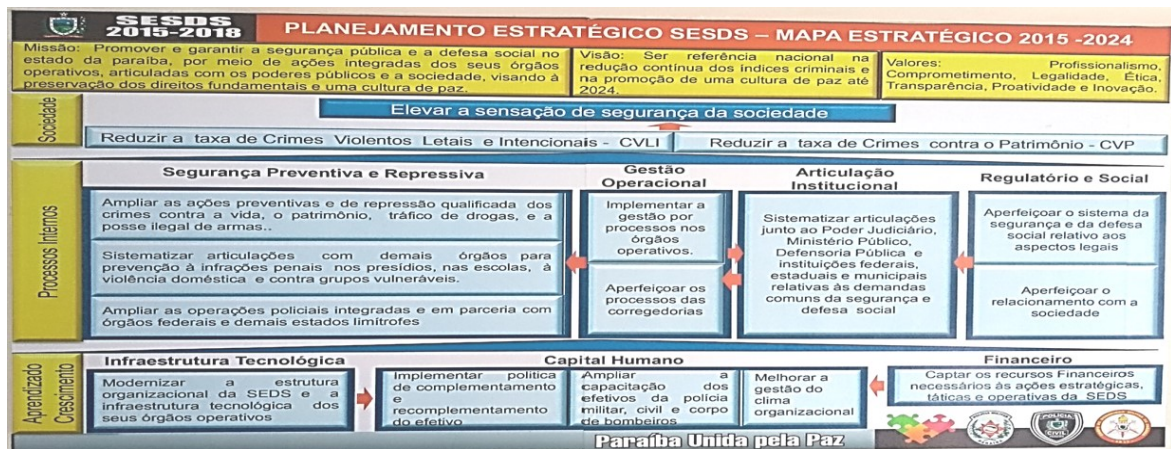 SESDS
2015-2018
PLANEJAMENTO ESTRATÉGICO SESDS – MAPA ESTRATÉGICO 2015 -2024
Missão: Promover e garantir a segurança pública e a defesa social no
estado da paraíba, por meio de ações integradas dos seus órgãos
operativos, articuladas com os poderes públicos e a sociedade, visando à
preservação dos direitos fundamentais e uma cultura de paz.
Visão: Ser referência nacional na
redução contínua dos índices criminais e
na promoção de uma cultura de paz até
2024.
Valores: Profissionalismo,
Comprometimento, Legalidade, Ética,
Transparência, Proatividade e Inovação.
Sociedade
Elevar a sensação de segurança da sociedade
Reduzir a taxa de Crimes Violentos Letais e Intencionais - CVLI
Reduzir a taxa de Crimes contra o Patrimônio - CVP
Processos Internos
Segurança Preventiva e Repressiva
Ampliar as ações preventivas e de repressão qualificada dos
crimes contra a vida, o patrimônio, tráfico de drogas, e a
posse ilegal de armas..
Sistematizar articulações com demais órgãos para
prevenção à infrações penais nos presídios, nas escolas, à
violência doméstica e contra grupos vulneráveis.
Ampliar as operações policiais integradas e em parceria com
órgãos federais e demais estados limítrofes
Gestão
Operacional
Implementar a
gestão por
processos nos
órgãos
operativos.
Aperfeiçoar os
processos das
corregedorias
Articulação
Institucional
Sistematizar articulações
junto ao Poder Judiciário,
Ministério Público,
Defensoria Pública e
instituições federais,
estaduais e municipais
relativas às demandas
comuns da segurança e
defesa social
Regulatório e Social
Aperfeiçoar o sistema da
segurança e da defesa
social relativo aos
aspectos legais
Aperfeiçoar o
relacionamento com a
sociedade
Aprendizado
Crescimento
Infraestrutura Tecnológica
Modernizar a estrutura
organizacional da SEDS e a
infraestrutura tecnológica dos
seus órgãos operativos
Capital Humano
Implementar política
de complementamento
e
recomplementamento
do efetivo
Ampliar a
capacitação dos
efetivos da polícia
militar, civil e corpo
de bombeiros
Melhorar a
gestão do
clima
organizacional
Financeiro
Captar os recursos Financeiros
necessários às ações estratégicas,
táticas e operativas da SEDS
Paraíba Unida pela Paz
POLÍCIA
CIVIL